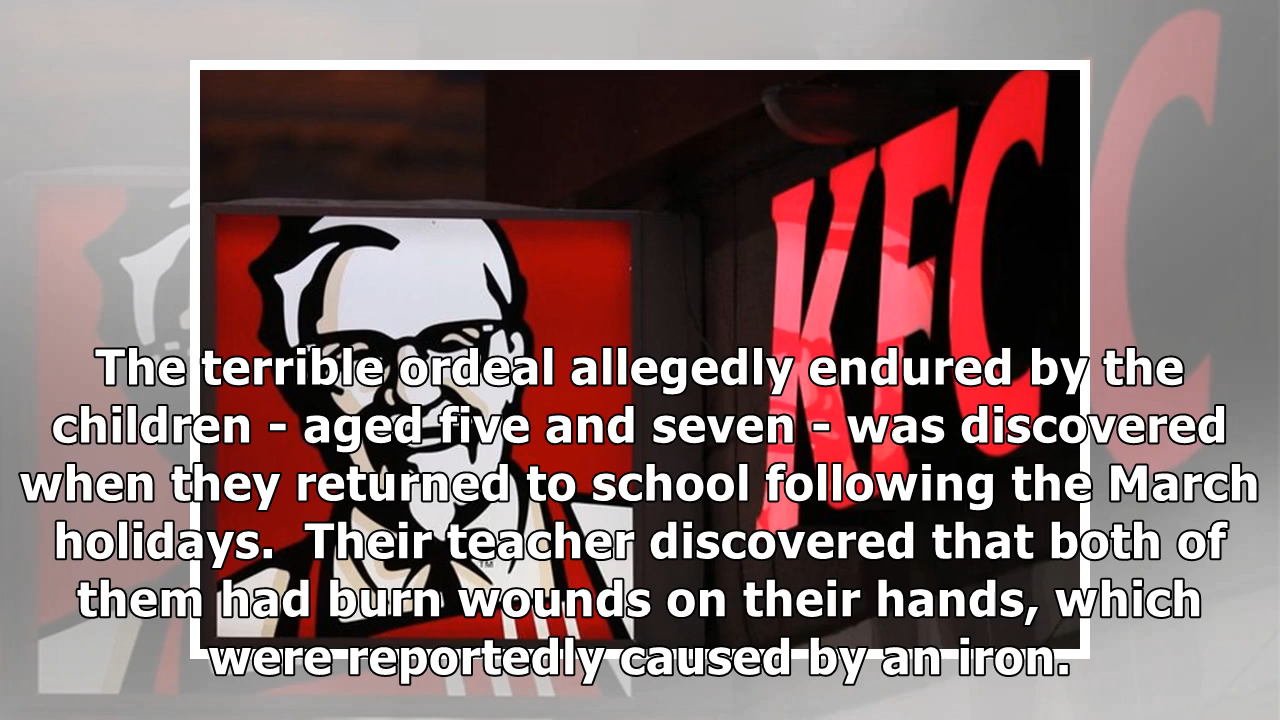 KFC
The terrible ordeal allegedly endured by the
children - aged five and seven - was discovered
when they returned to school following the March
holidays.  Their teacher discovered that both of
them had burn wounds on their hands, which
were reportedly caused by an iron.
TM